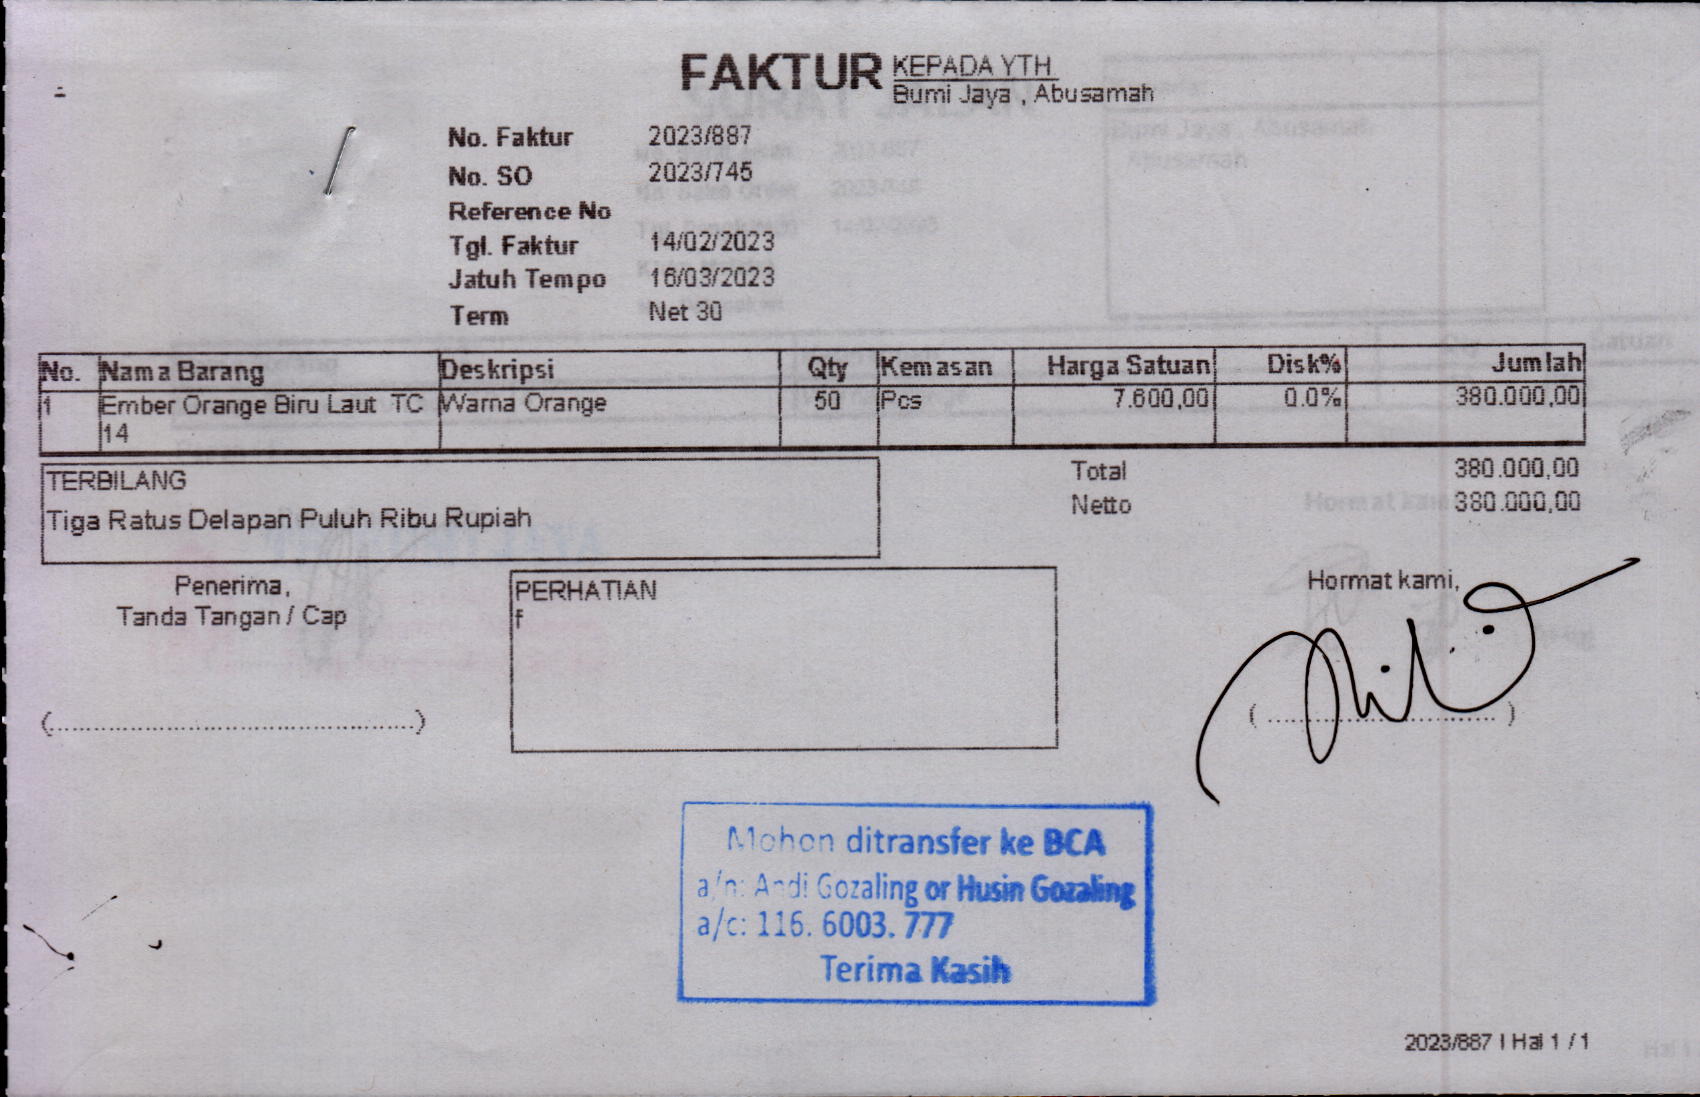 FAKTUR KEPADA YTH
Bumi Jaya , Abusamah
No. Faktur 2023/887
No. SO 2023/745
Reference No
Tgl. Faktur 14/02/2023
Jatuh Tempo 16/03/2023
Term Net 30
No. Nama Barang Deskripsi Qty Kemasan Harga Satuan Disk% Jumlah
1 Ember Orange Biru Laut TC Warna Orange 50 Pcs 7.600,00 0.0% 380.000,00
14
TERBILANG
Tiga Ratus Delapan Puluh Ribu Rupiah
Total 380.000,00
Netto 380.000,00
Penerima,
Tanda Tangan / Cap
(..........................................)
PERHATIAN
f
Hormat kami,
(..............................)
Mohon ditransfer ke BCA
a/n: Andi Gozaling or Husin Gozaling
a/c: 116. 6003. 777
Terima Kasih
2023/887 | Hal 1 / 1